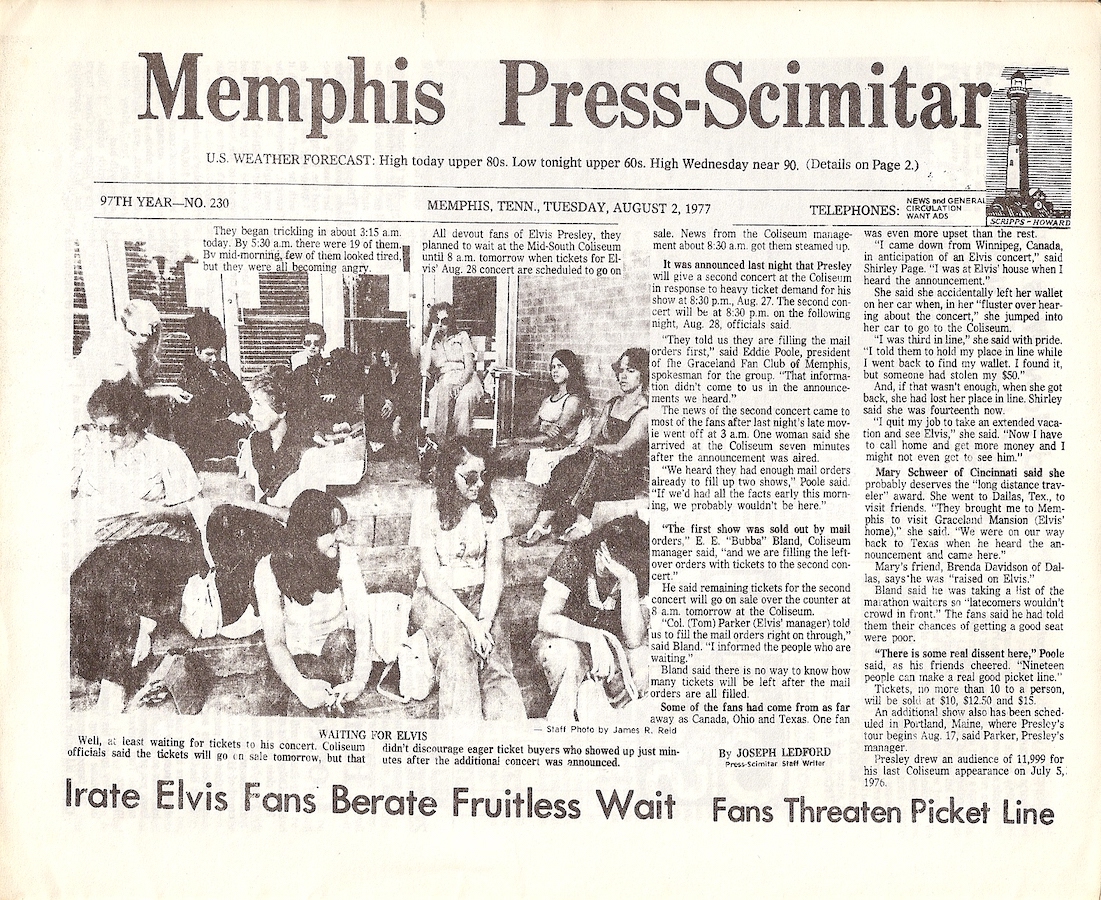 Memphis Press-Scimitar
U.S. WEATHER FORECAST: High today upper 80s. Low tonight upper 60s. High Wednesday near 90. (Details on Page 2.)
97TH YEAR—NO. 230
MEMPHIS, TENN., TUESDAY, AUGUST 2, 1977
TELEPHONES:
NEWS and GENERAL
CIRCULATION
WANT ADS
SCRIPPS-HOWARD
They began trickling in about 3:15 a.m.
today. By 5:30 a.m. there were 19 of them.
By mid-morning, few of them looked tired,
but they were all becoming angry.
All devout fans of Elvis Presley, they
planned to wait at the Mid-South Coliseum
until 8 a.m. tomorrow when tickets for El-
vis' Aug. 28 concert are scheduled to go on
sale. News from the Coliseum manage-
ment about 8:30 a.m. got them steamed up.
It was announced last night that Presley
will give a second concert at the Coliseum
in response to heavy ticket demand for his
show at 8:30 p.m., Aug. 27. The second con-
cert will be at 8:30 p.m. on the following
night, Aug. 28, officials said.
"They told us they are filling the mail
orders first," said Eddie Poole, president
of the Graceland Fan Club of Memphis,
spokesman for the group. "That informa-
tion didn't come to us in the announce-
ments we heard."
The news of the second concert came to
most of the fans after last night's late mov-
ie went off at 3 a.m. One woman said she
arrived at the Coliseum seven minutes
after the announcement was aired.
"We heard they had enough mail orders
already to fill up two shows," Poole said.
"If we'd had all the facts early this morn-
ing, we probably wouldn't be here."
"The first show was sold out by mail
orders," E. E. "Bubba" Bland, Coliseum
manager said, "and we are filling the left-
over orders with tickets to the second con-
cert."
He said remaining tickets for the second
concert will go on sale over the counter at
8 a.m. tomorrow at the Coliseum.
"Col. (Tom) Parker (Elvis' manager) told
us to fill the mail orders right on through,"
said Bland. "I informed the people who are
waiting."
Bland said there is no way to know how
many tickets will be left after the mail
orders are all filled.
Some of the fans had come from as far
away as Canada, Ohio and Texas. One fan
was even more upset than the rest.
"I came down from Winnipeg, Canada,
in anticipation of an Elvis concert," said
Shirley Page. "I was at Elvis' house when I
heard the announcement."
She said she accidentally left her wallet
on her car when, in her "fluster over hear-
ing about the concert," she jumped into
her car to go to the Coliseum.
"I was third in line," she said with pride.
"I told them to hold my place in line while
I went back to find my wallet. I found it,
but someone had stolen my $50."
And, if that wasn't enough, when she got
back, she had lost her place in line. Shirley
said she was fourteenth now.
"I quit my job to take an extended vaca-
tion and see Elvis," she said. "Now I have
to call home and get more money and I
might not even get to see him."
Mary Schweer of Cincinnati said she
probably deserves the "long distance trav-
eler" award. She went to Dallas, Tex., to
visit friends. "They brought me to Mem-
phis to visit Graceland Mansion (Elvis'
home)," she said. "We were on our way
back to Texas when he heard the an-
nouncement and came here."
Mary's friend, Brenda Davidson of Dal-
las, says he was "raised on Elvis."
Bland said he was taking a list of the
marathon waiters so "latecomers wouldn't
crowd in front." The fans said he had told
them their chances of getting a good seat
were poor.
"There is some real dissent here," Poole
said, as his friends cheered. "Nineteen
people can make a real good picket line."
Tickets, no more than 10 to a person,
will be sold at $10, $12.50 and $15.
An additional show also has been sched-
uled in Portland, Maine, where Presley's
tour begins Aug. 17, said Parker, Presley's
manager.
Presley drew an audience of 11,999 for
his last Coliseum appearance on July 5,
1976.
— Staff Photo by James R. Reid
WAITING FOR ELVIS
Well, at least waiting for tickets to his concert. Coliseum
officials said the tickets will go on sale tomorrow, but that
didn't discourage eager ticket buyers who showed up just min-
utes after the additional concert was announced.
By JOSEPH LEDFORD
Press-Scimitar Staff Writer
Irate Elvis Fans Berate Fruitless Wait
Fans Threaten Picket Line